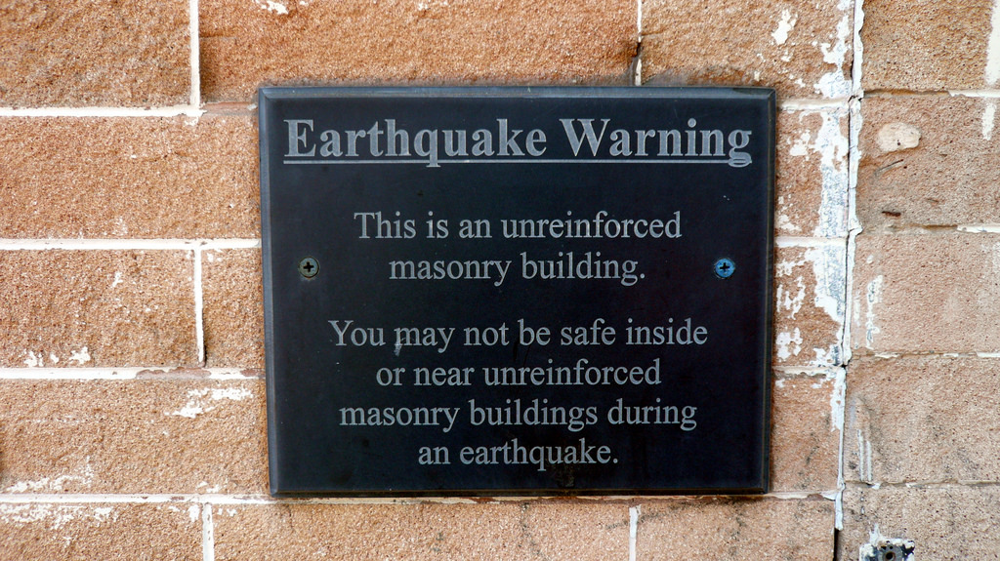 Earthquake Warning
This is an unreinforced
masonry building.
You may not be safe inside
or near unreinforced
masonry buildings during
an earthquake.